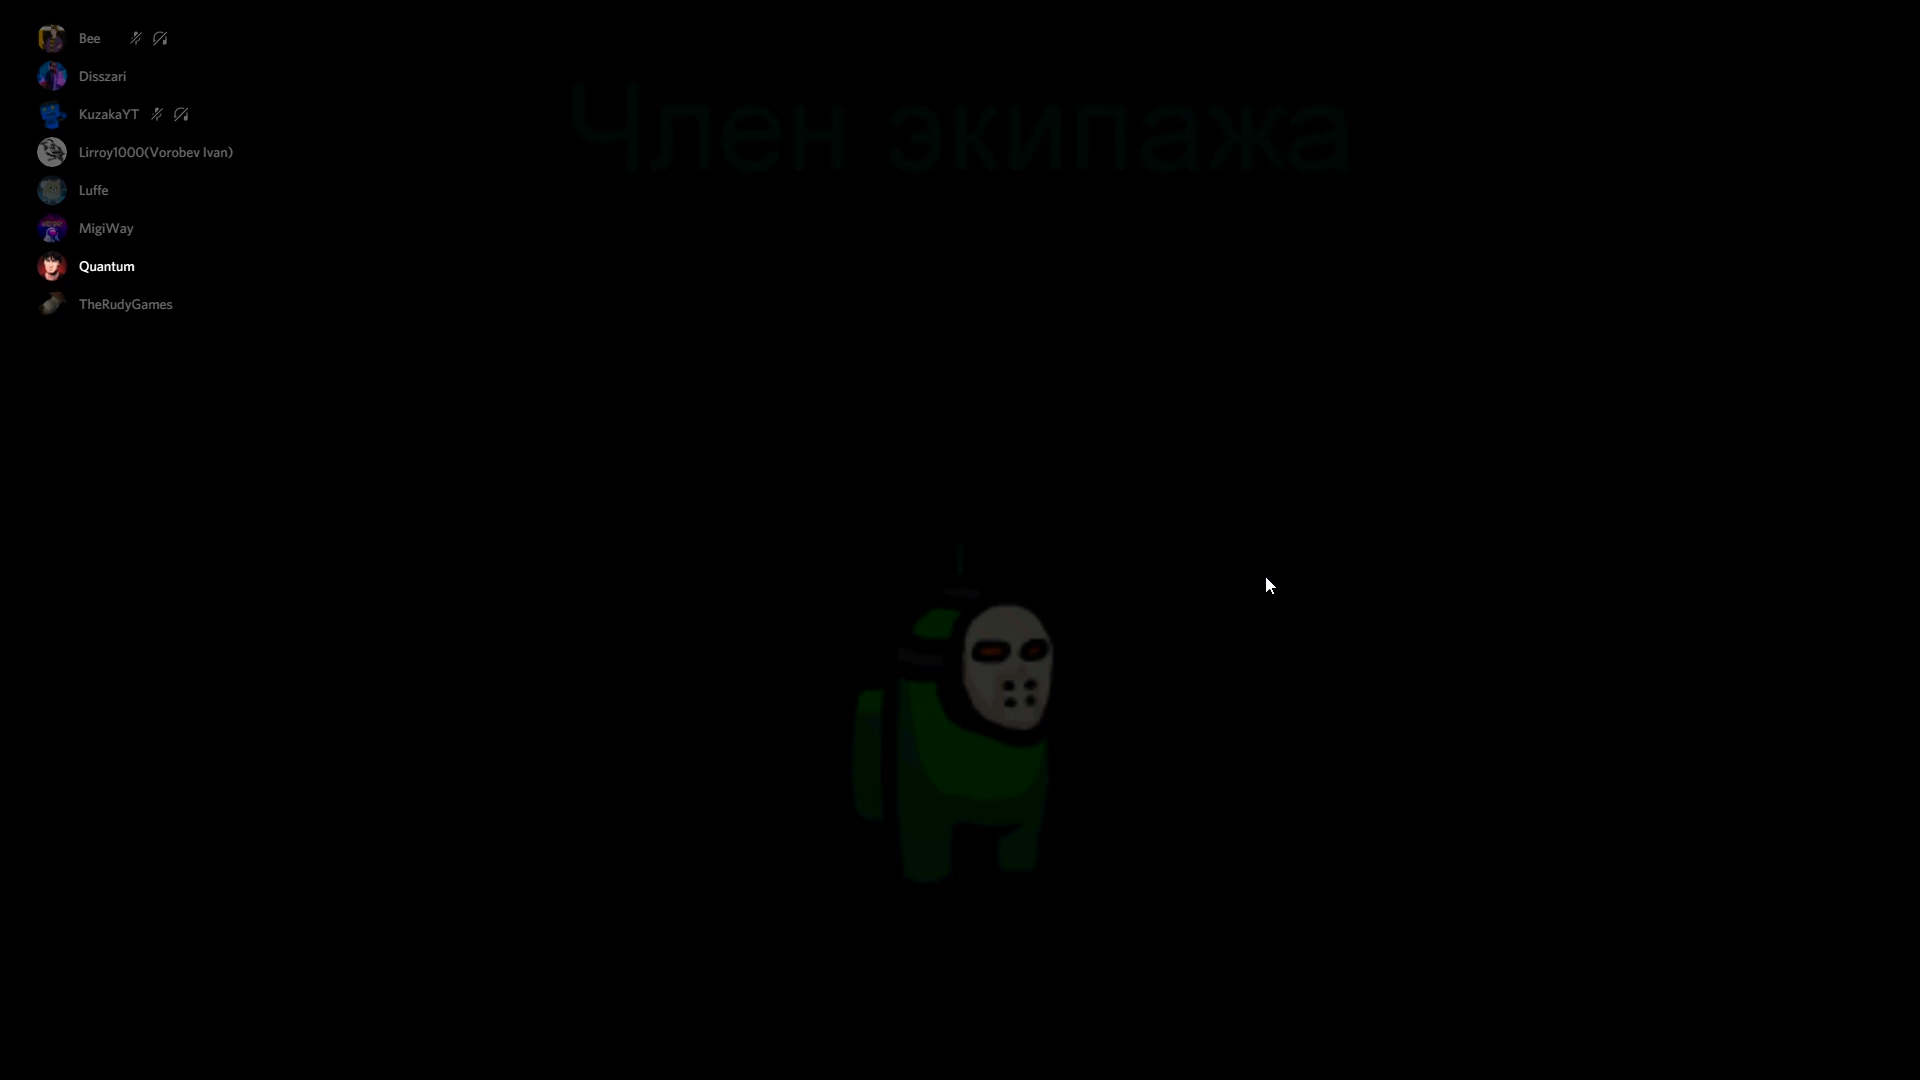 Bee
Disszari
KuzakaYT
Lirroy1000(Vorobev Ivan)
Luffe
MigiWay
Quantum
TheRudyGames
Член экипажа